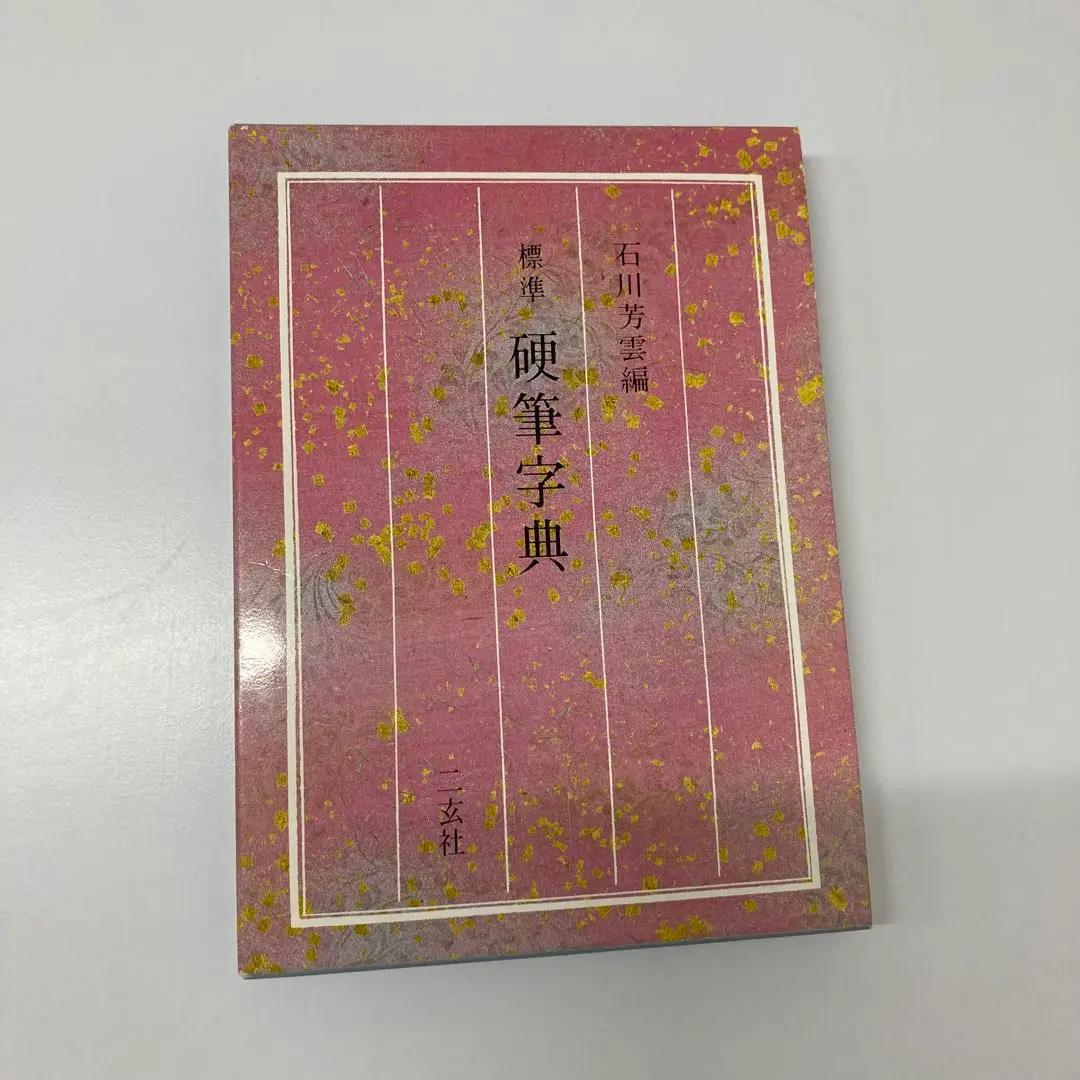 石川芳雲編
標準 硬筆字典
二玄社